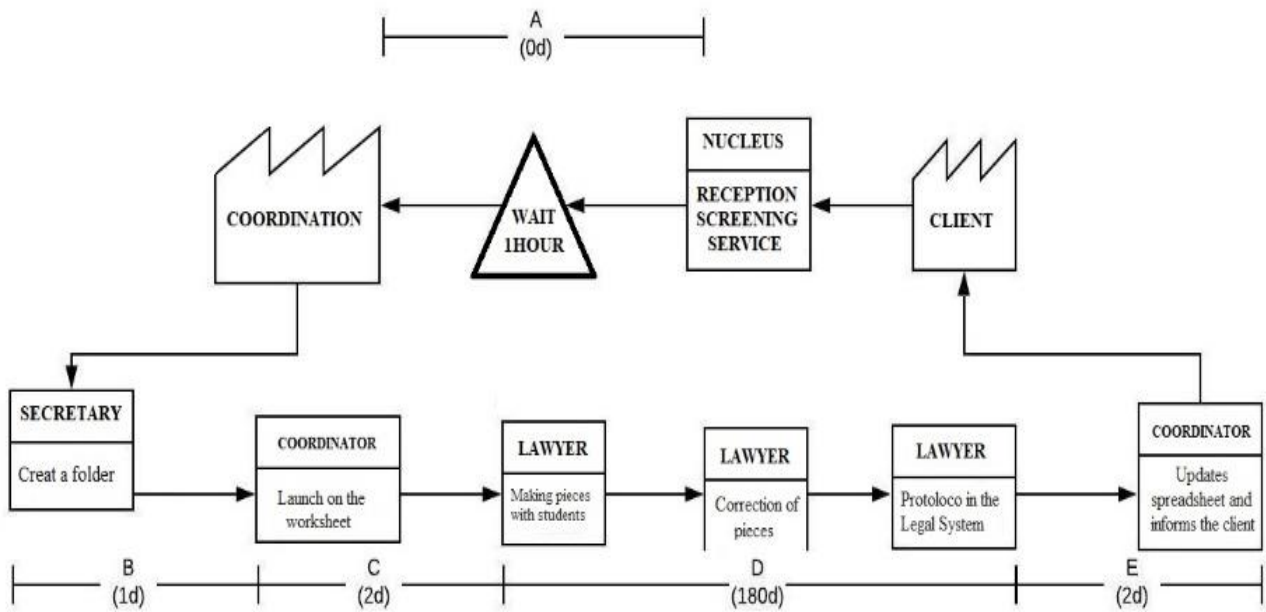 A
(0d)
COORDINATION
WAIT
1HOUR
NUCLEUS
RECEPTION
SCREENING
SERVICE
CLIENT
SECRETARY
Creat a folder
COORDINATOR
Launch on the
worksheet
LAWYER
Making pieces
with students
LAWYER
Correction of
pieces
LAWYER
Protoloco in the
Legal System
COORDINATOR
Updates
spreadsheet and
informs the client
B
(1d)
C
(2d)
D
(180d)
E
(2d)